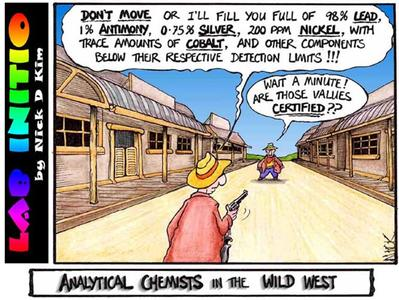 LAB INITIO
by Nick D Kim
DON'T MOVE OR I'LL FILL YOU FULL OF 98% LEAD,
1% ANTIMONY, 0.75% SILVER, 200 PPM NICKEL, WITH
TRACE AMOUNTS OF COBALT, AND OTHER COMPONENTS
BELOW THEIR RESPECTIVE DETECTION LIMITS !!!
WAIT A MINUTE!
ARE THOSE VALUES
CERTIFIED??
NICK
ANALYTICAL CHEMISTS IN THE WILD WEST